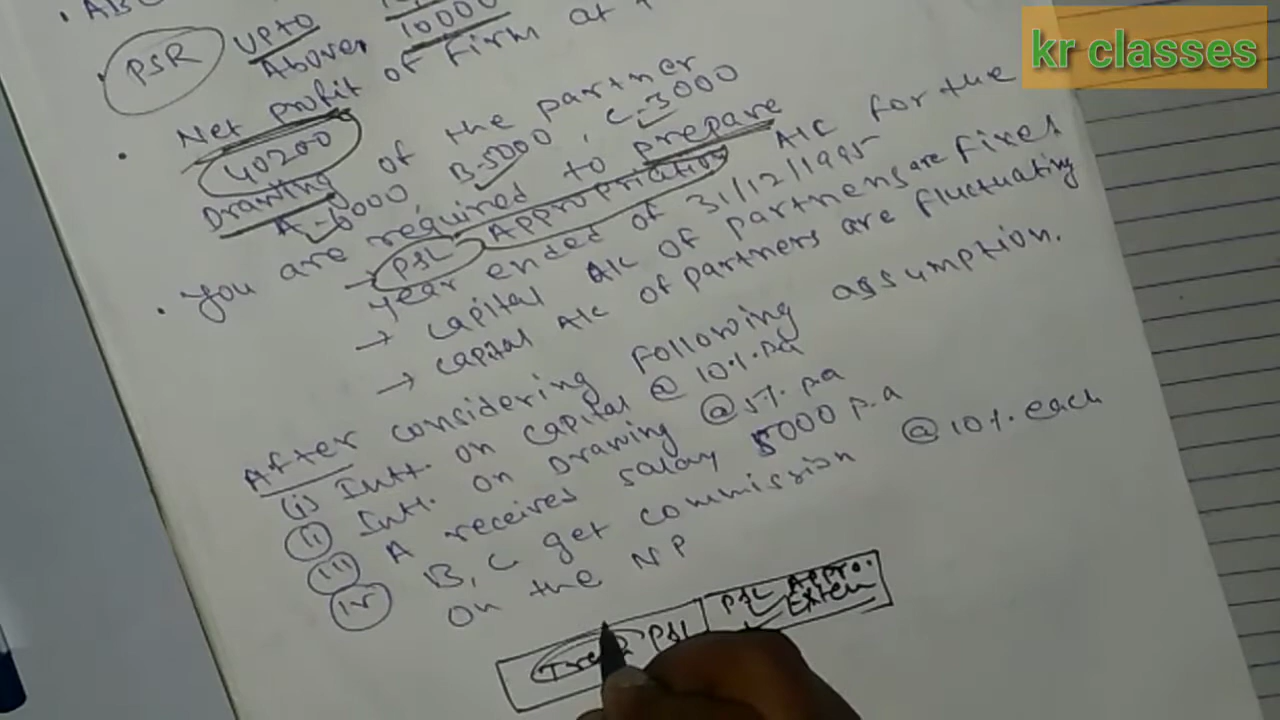 kr classes
PSR
UPto
Above 10000
Net profit of Firm at
40200
Drawing of the partner
A-6000, B-5000, C-3000
You are required to prepare
→ P&L Appropriation A/C for the
year ended of 31/12/1995
→ capital A/C of partners are fixed
→ capital A/C of partners are fluctuating
After considering following assumption.
(i) Intt. on capital @ 10%.pa
(ii) Int. on Drawing @5%. p.a
(iii) A receives salary 5000 p.a
(iv) B, C get commission @10%. each
on the NP
P&L
P&L Appro.
Exten